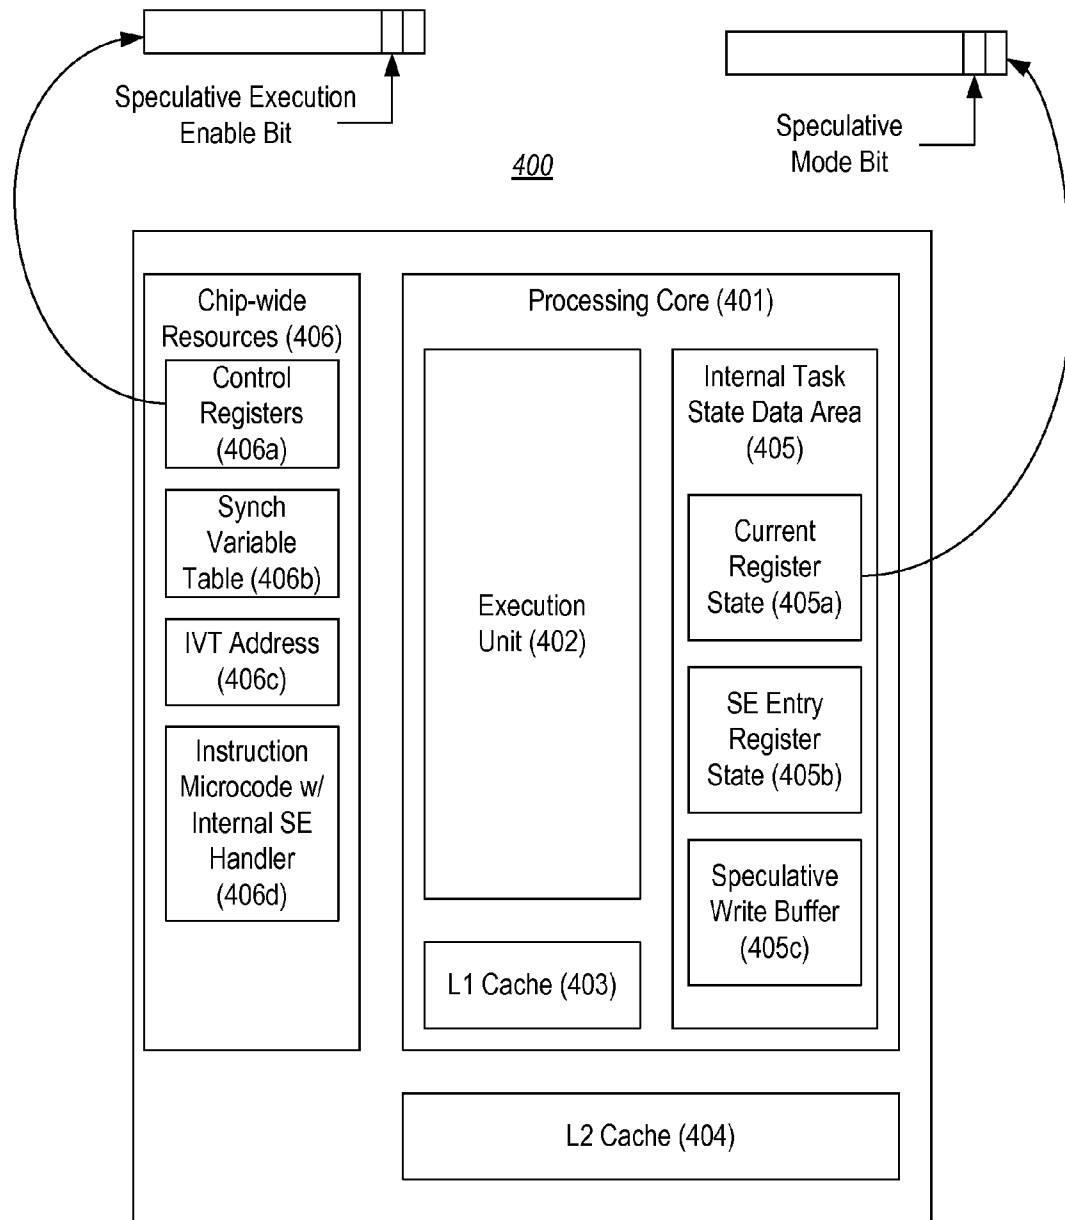 Speculative Execution
Enable Bit
Speculative
Mode Bit
400
Chip-wide
Resources (406)
Control
Registers
(406a)
Synch
Variable
Table (406b)
IVT Address
(406c)
Instruction
Microcode w/
Internal SE
Handler
(406d)
Processing Core (401)
Execution
Unit (402)
L1 Cache (403)
Internal Task
State Data Area
(405)
Current
Register
State (405a)
SE Entry
Register
State (405b)
Speculative
Write Buffer
(405c)
L2 Cache (404)